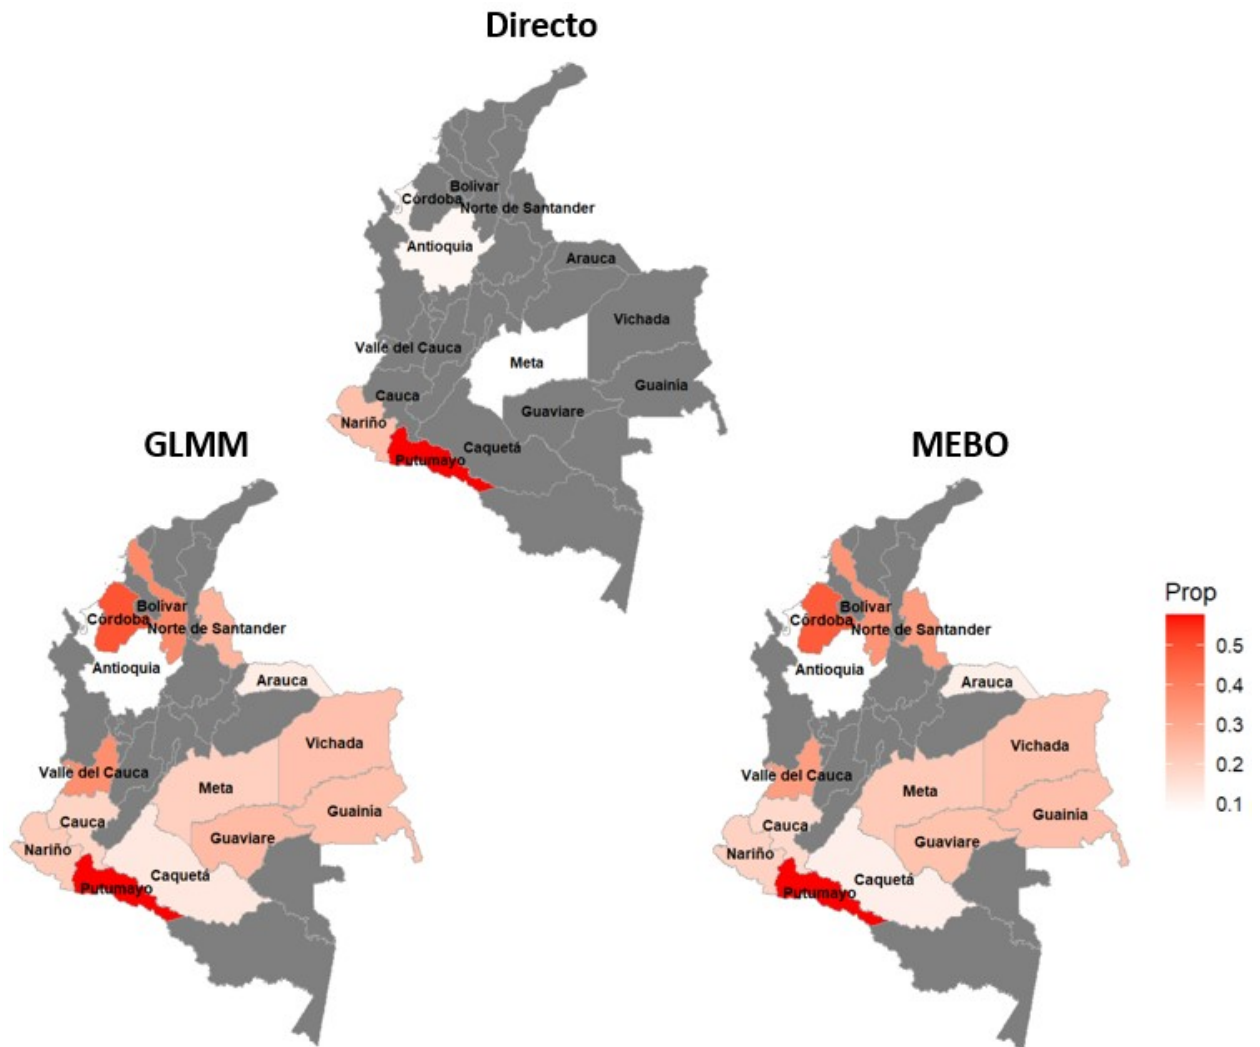 Directo
Bolívar
Córdoba
Norte de Santander
Antioquia
Arauca
Vichada
Valle del Cauca
Meta
Guainía
Cauca
Guaviare
Nariño
Caquetá
Putumayo
GLMM
Bolívar
Córdoba
Norte de Santander
Antioquia
Arauca
Vichada
Valle del Cauca
Meta
Guainía
Cauca
Guaviare
Nariño
Caquetá
Putumayo
MEBO
Bolívar
Córdoba
Norte de Santander
Antioquia
Arauca
Vichada
Valle del Cauca
Meta
Guainía
Cauca
Guaviare
Nariño
Caquetá
Putumayo
Prop
0.5
0.4
0.3
0.2
0.1